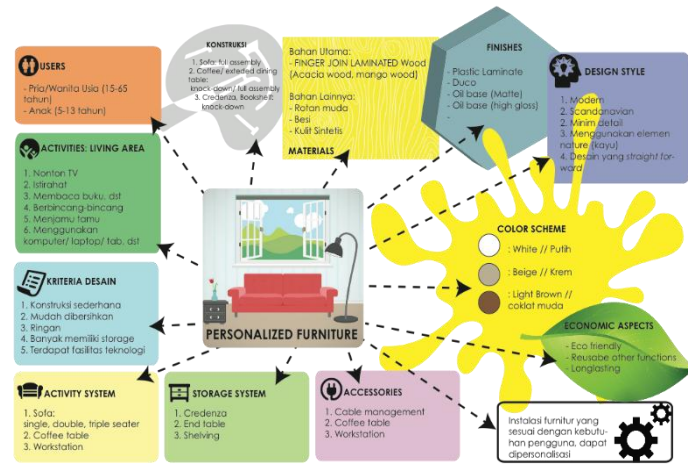 USERS
- Pria/Wanita Usia (15-65
tahun)
- Anak (5-13 tahun)
KONSTRUKSI
1. Sofa: full assembly
2. Coffee/ exteded dining
table:
knock-down/ full assembly
3. Credenza, Bookshelf:
knock-down
Bahan Utama:
- FINGER JOIN LAMINATED Wood
(Acacia wood, mango wood)
Bahan Lainnya:
- Rotan muda
- Besi
- Kulit Sintetis
MATERIALS
FINISHES
- Plastic Laminate
- Duco
- Oil base (Matte)
- Oil base (high gloss)
-
DESIGN STYLE
1. Modern
2. Scandanavian
2. Minim detail
3. Menggunakan elemen
nature (kayu)
4. Desain yang straight for-
ward
ACTIVITIES: LIVING AREA
1. Nonton TV
2. Istirahat
3. Membaca buku, dst
4. Berbincang-bincang
5. Menjamu tamu
6. Menggunakan
komputer/ laptop/ tab, dst
COLOR SCHEME
: White // Putih
: Beige // Krem
: Light Brown //
coklat muda
KRITERIA DESAIN
1. Konstruksi sederhana
2. Mudah dibersihkan
3. Ringan
4. Banyak memiliki storage
5. Terdapat fasilitas teknologi
PERSONALIZED FURNITURE
ECONOMIC ASPECTS
- Eco friendly
- Reusabe other functions
- Longlasting
ACTIVITY SYSTEM
1. Sofa:
single, double, triple seater
2. Coffee table
3. Workstation
STORAGE SYSTEM
1. Credenza
2. End table
3. Shelving
ACCESSORIES
1. Cable management
2. Coffee table
3. Workstation
Instalasi furnitur yang
sesuai dengan kebutu-
han pengguna, dapat
dipersonalisasi